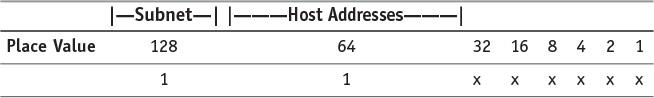 |—Subnet—| |———Host Addresses———|
Place Value 128 64 32 16 8 4 2 1
1 1 x x x x x x